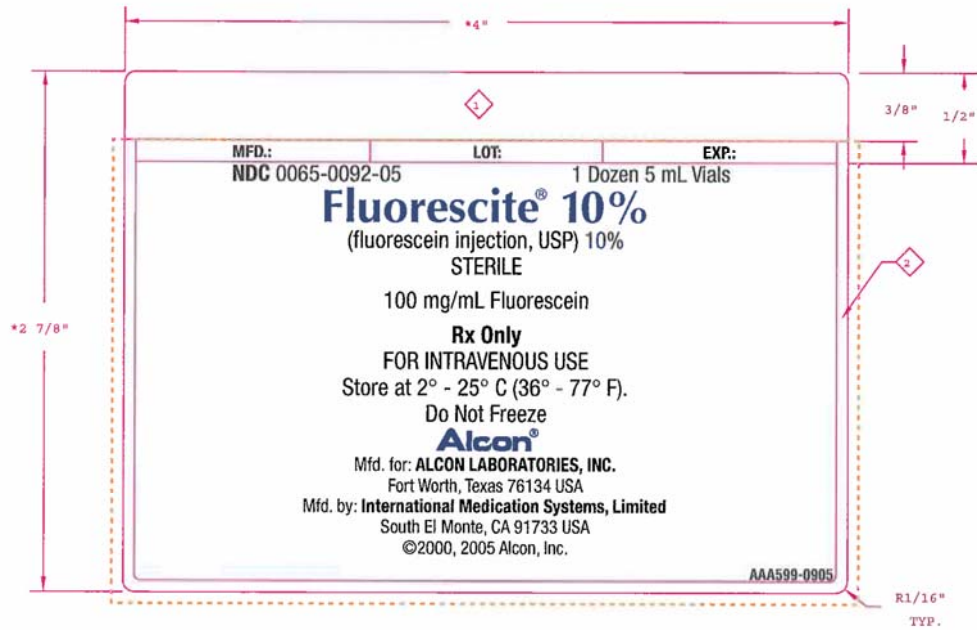 *4"
1
3/8"
1/2"
MFD.: LOT: EXP.:
NDC 0065-0092-05 1 Dozen 5 mL Vials
Fluorescite® 10%
(fluorescein injection, USP) 10%
STERILE
2
100 mg/mL Fluorescein
*2 7/8"
Rx Only
FOR INTRAVENOUS USE
Store at 2° - 25° C (36° - 77° F).
Do Not Freeze
Alcon®
Mfd. for: ALCON LABORATORIES, INC.
Fort Worth, Texas 76134 USA
Mfd. by: International Medication Systems, Limited
South El Monte, CA 91733 USA
©2000, 2005 Alcon, Inc.
AAA599-0905
R1/16"
TYP.